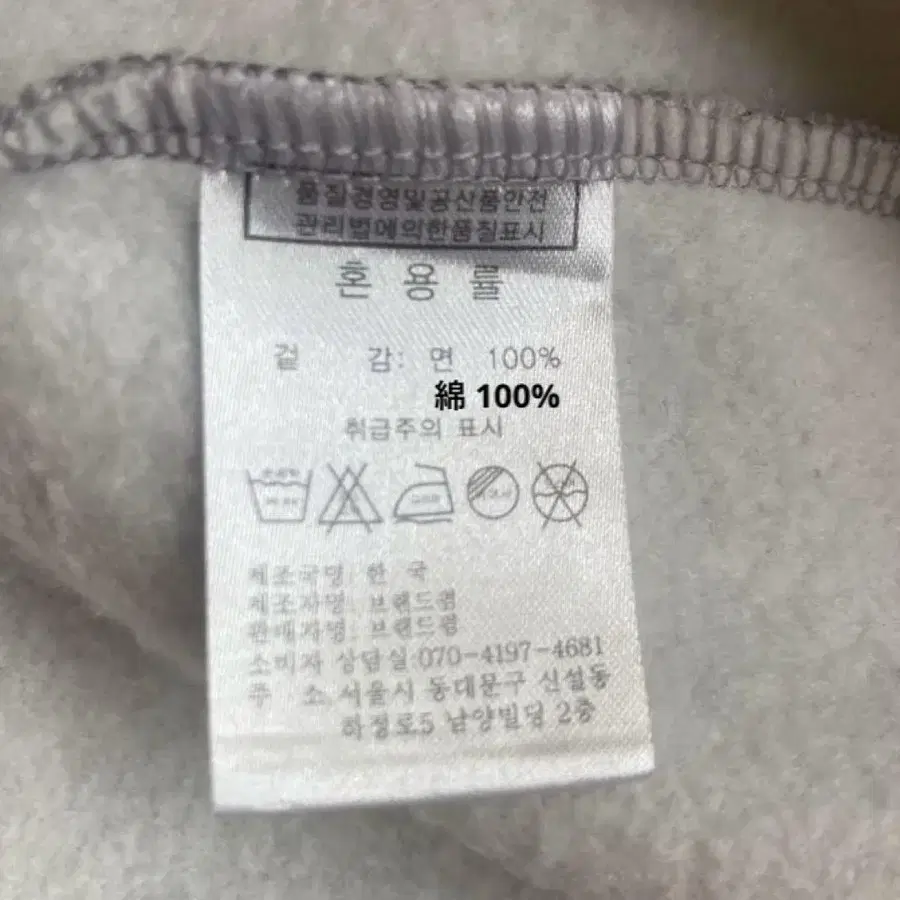 품질경영및공산품안전
관리법에의한품질표시
혼 용 률
겉 감: 면 100%
綿 100%
취급주의 표시
제조국명: 한 국
제조자명: 브랜드컴
판매자명: 브랜드컴
소비자 상담실:070-4197-4681
주 소:서울시 동대문구 신설동
하정로5 남양빌딩 2층